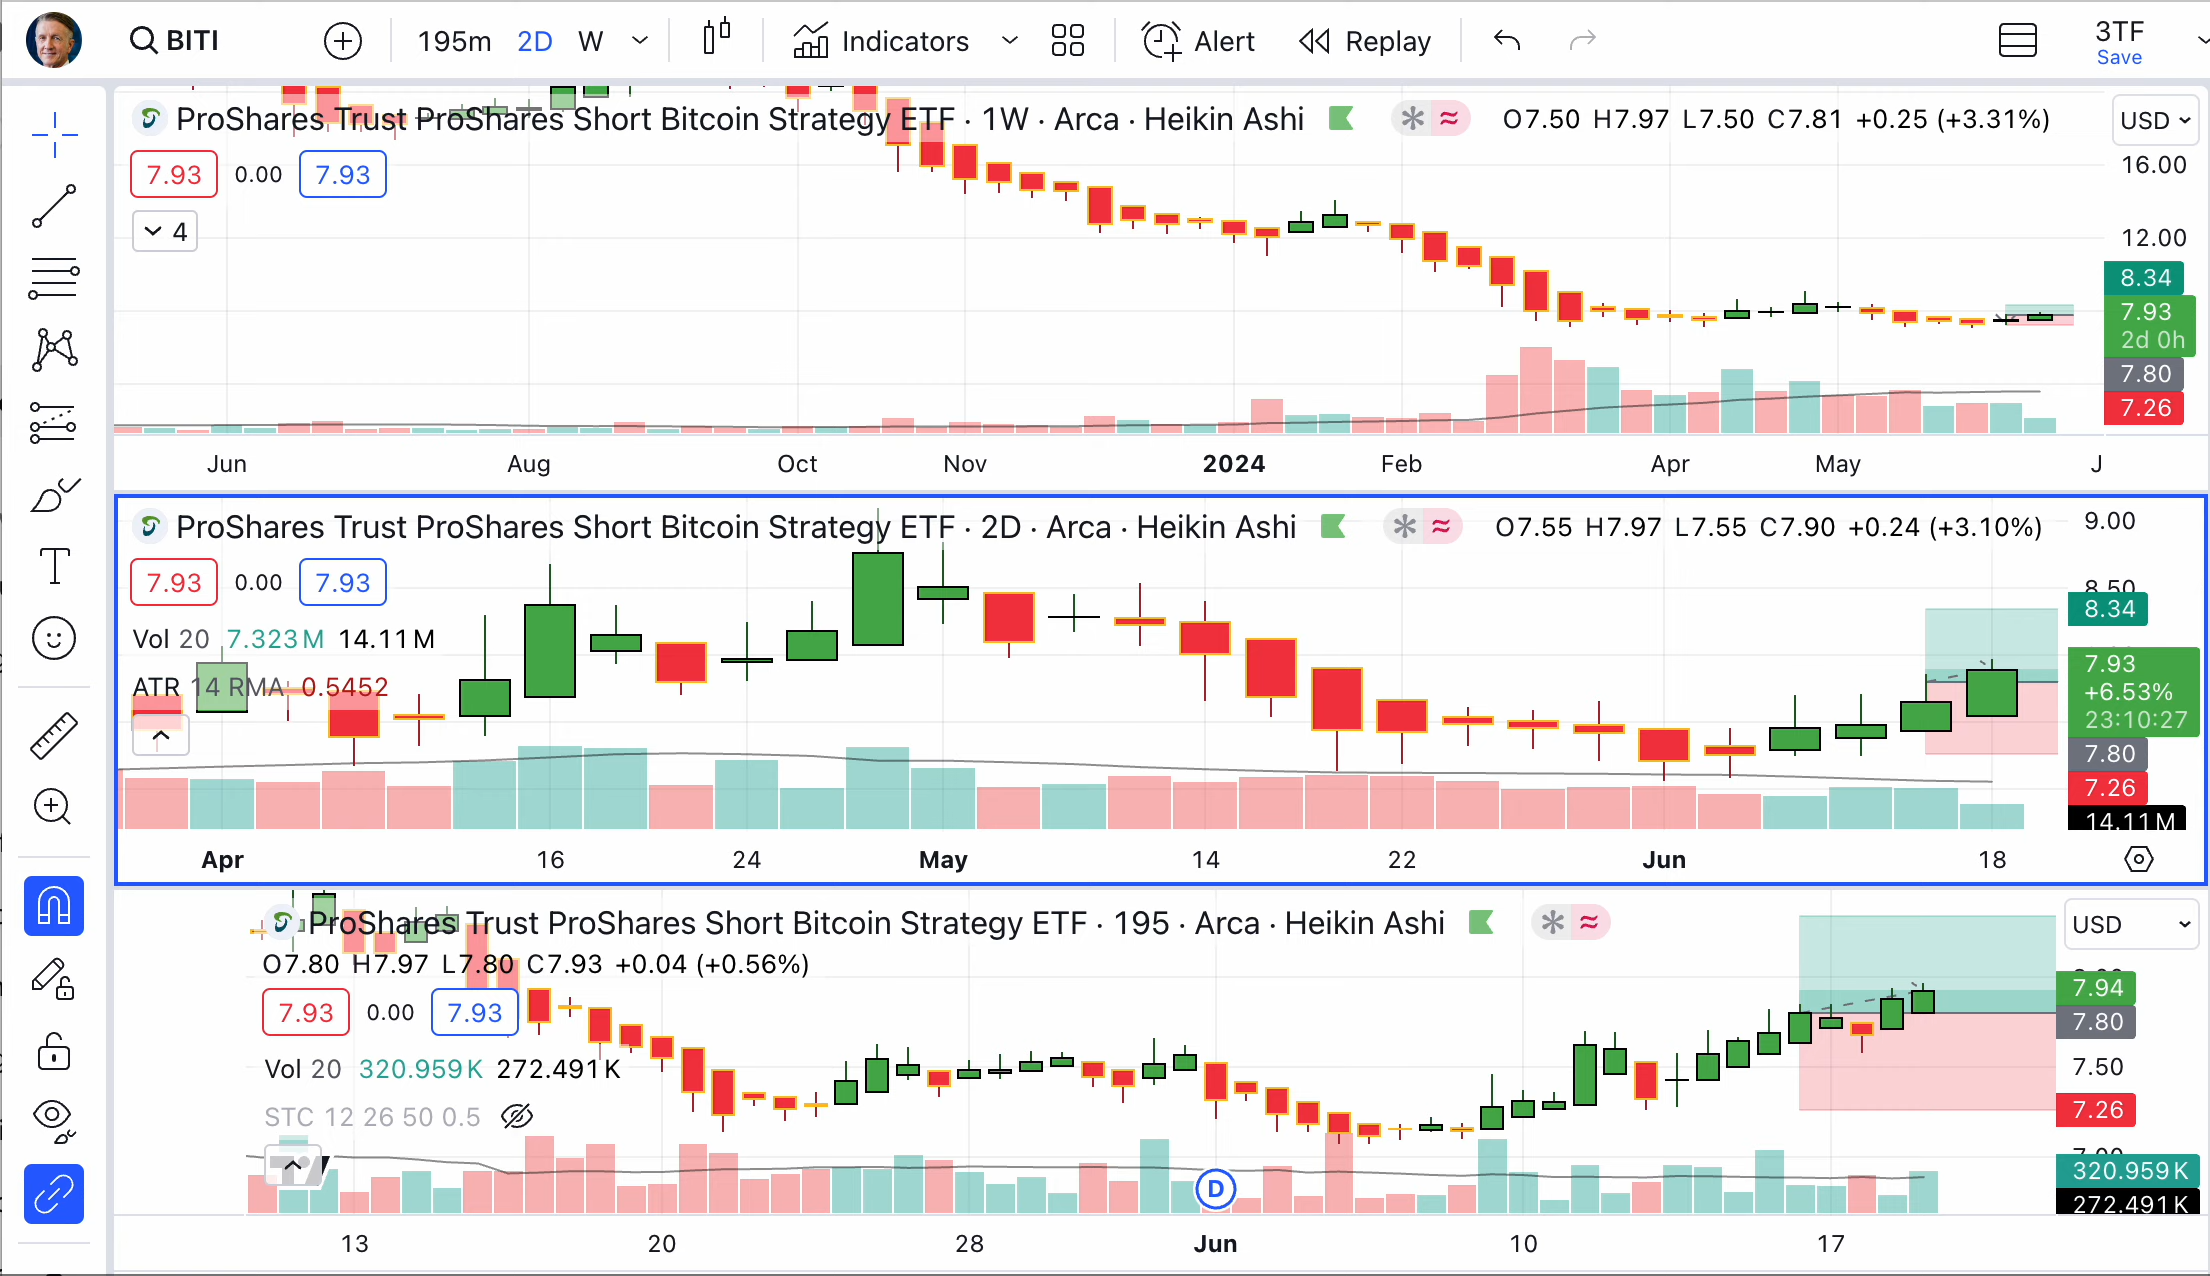 BITI 195m 2D W Indicators Alert Replay 3TF
Save
ProShares Trust ProShares Short Bitcoin Strategy ETF · 1W · Arca · Heikin Ashi O7.50 H7.97 L7.50 C7.81 +0.25 (+3.31%) USD
7.93 0.00 7.93
4
16.00
12.00
8.34
7.93
2d 0h
7.80
7.26
Jun Aug Oct Nov 2024 Feb Apr May J
ProShares Trust ProShares Short Bitcoin Strategy ETF · 2D · Arca · Heikin Ashi O7.55 H7.97 L7.55 C7.90 +0.24 (+3.10%)
7.93 0.00 7.93
Vol 20 7.323M 14.11M
ATR 14 RMA 0.5452
9.00
8.50
8.34
7.93
+6.53%
23:10:27
7.80
7.26
14.11M
Apr 16 24 May 14 22 Jun 18
ProShares Trust ProShares Short Bitcoin Strategy ETF · 195 · Arca · Heikin Ashi USD
O7.80 H7.97 L7.80 C7.93 +0.04 (+0.56%)
7.93 0.00 7.93
Vol 20 320.959K 272.491K
STC 12 26 50 0.5
7.94
7.80
7.50
7.26
320.959K
272.491K
D
13 20 28 Jun 10 17